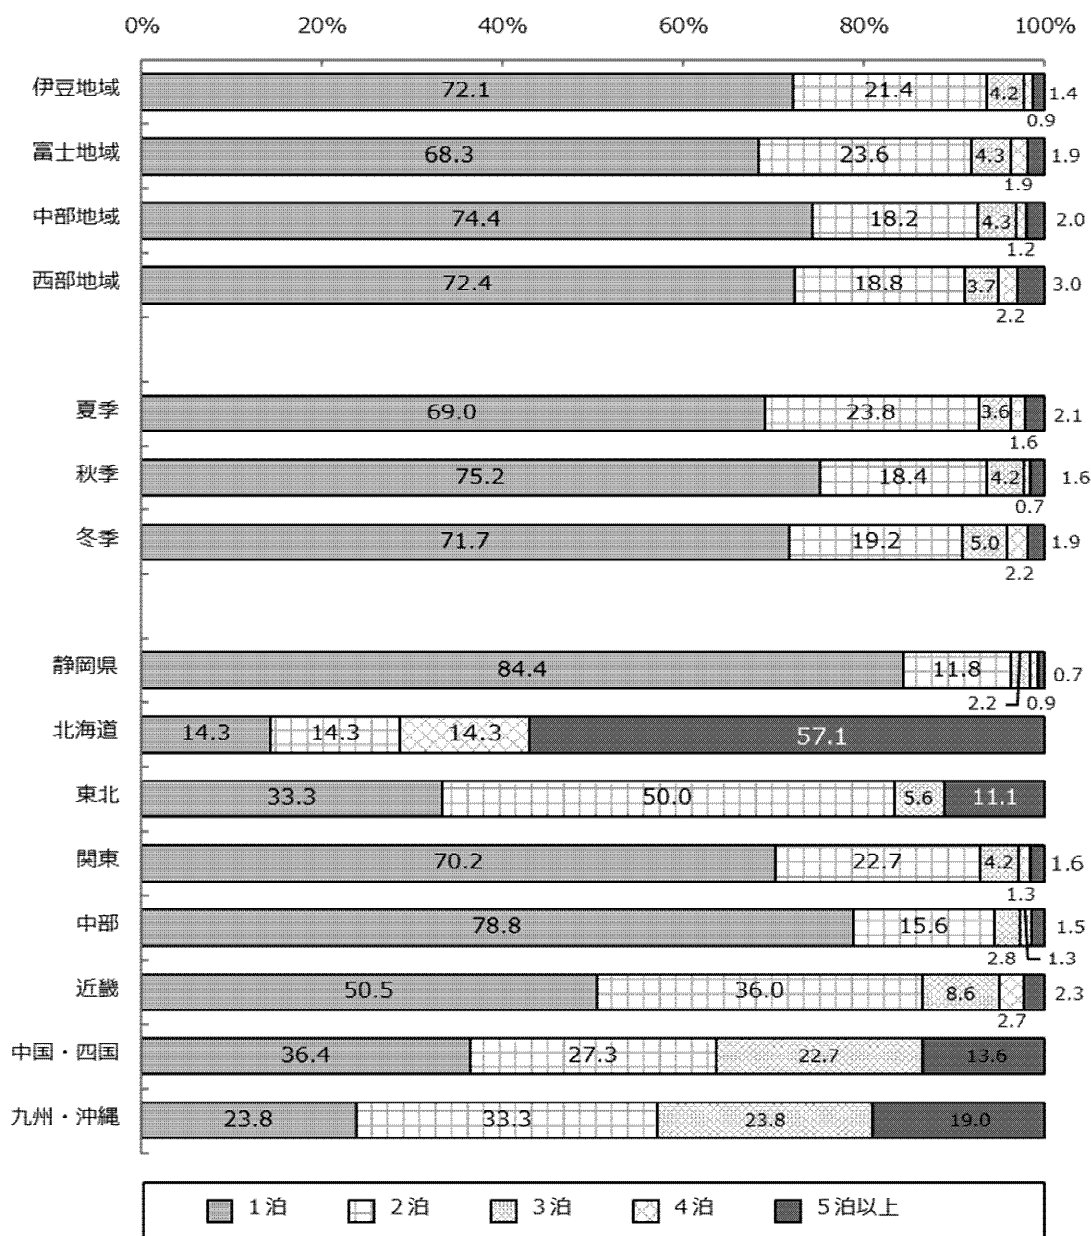 0% 20% 40% 60% 80% 100%
伊豆地域 72.1 21.4 4.2 1.4
0.9
富士地域 68.3 23.6 4.3 1.9
1.9
中部地域 74.4 18.2 4.3 2.0
1.2
西部地域 72.4 18.8 3.7 3.0
2.2
夏季 69.0 23.8 3.6 2.1
1.6
秋季 75.2 18.4 4.2 1.6
0.7
冬季 71.7 19.2 5.0 1.9
2.2
静岡県 84.4 11.8 0.7
2.2 0.9
北海道 14.3 14.3 14.3 57.1
東北 33.3 50.0 5.6 11.1
関東 70.2 22.7 4.2 1.6
1.3
中部 78.8 15.6 1.5
2.8 1.3
近畿 50.5 36.0 8.6 2.3
2.7
中国・四国 36.4 27.3 22.7 13.6
九州・沖縄 23.8 33.3 23.8 19.0
1泊 2泊 3泊 4泊 5泊以上